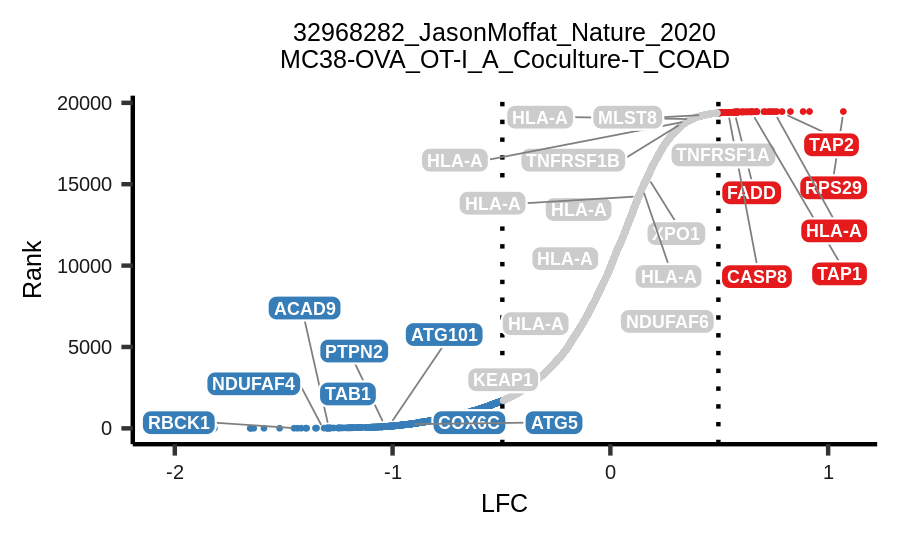 32968282_JasonMoffat_Nature_2020
MC38-OVA_OT-I_A_Coculture-T_COAD
20000
15000
10000
5000
0
Rank
HLA-A
MLST8
HLA-A
TNFRSF1B
TNFRSF1A
TAP2
HLA-A
HLA-A
FADD
RPS29
XPO1
HLA-A
HLA-A
HLA-A
CASP8
TAP1
ACAD9
ATG101
HLA-A
NDUFAF6
PTPN2
NDUFAF4
TAB1
KEAP1
RBCK1
COX6C
ATG5
-2
-1
0
1
LFC